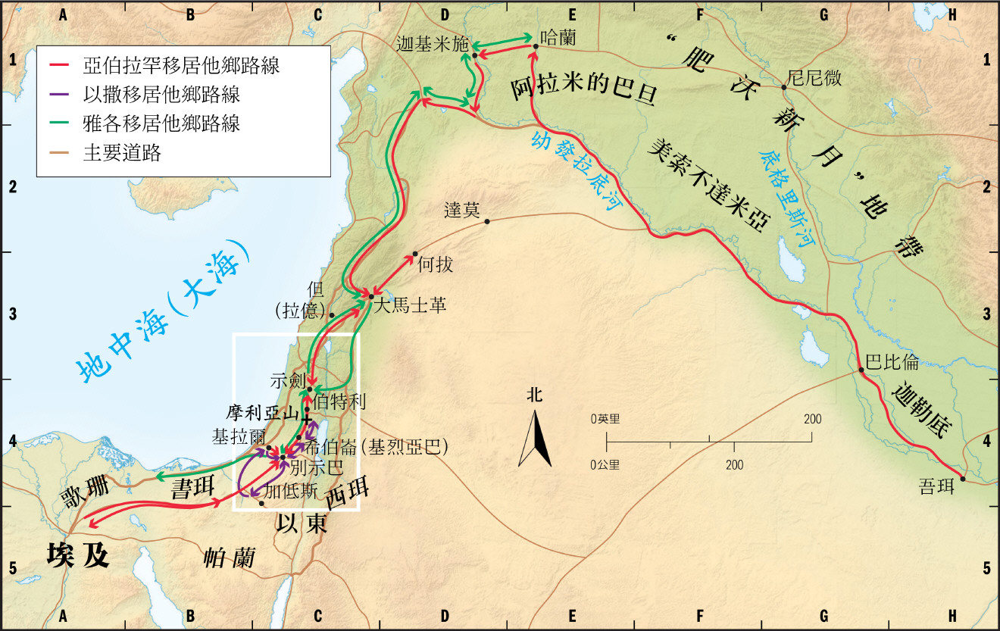 A B C D E F G H
1
2
3
4
5
亞伯拉罕移居他鄉路線
以撒移居他鄉路線
雅各移居他鄉路線
主要道路
迦基米施
哈蘭
“肥沃新月”地帶
尼尼微
阿拉米的巴旦
幼發拉底河
美索不達米亞
底格里斯河
達莫
何拔
地中海(大海)
但
(拉億)
大馬士革
示劍
伯特利
摩利亞山
基拉爾
希伯崙(基烈亞巴)
別示巴
加低斯
歌珊
書珥
西珥
以東
埃及
帕蘭
北
0英里 200
0公里 200
巴比倫
迦勒底
吾珥
1
2
3
4
5
A B C D E F G H